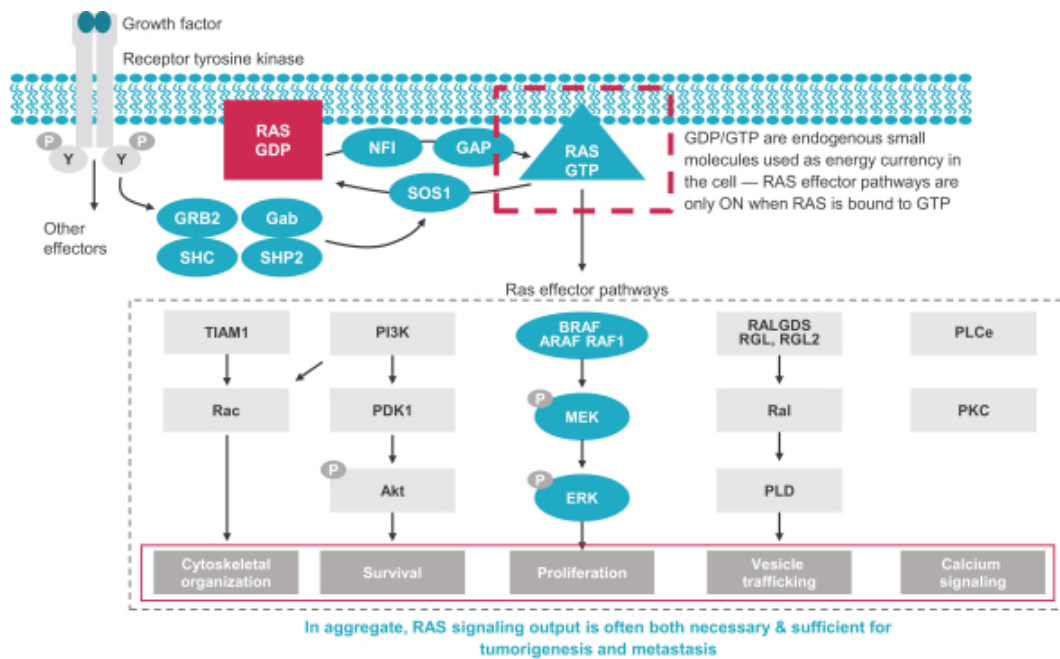 Growth factor
Receptor tyrosine kinase
P
P
Y
Y
RAS
GDP
NFI
GAP
RAS
GTP
SOS1
GDP/GTP are endogenous small
molecules used as energy currency in
the cell — RAS effector pathways are
only ON when RAS is bound to GTP
Other
effectors
GRB2
Gab
SHC
SHP2
Ras effector pathways
TIAM1
PI3K
BRAF
ARAF RAF1
RALGDS
RGL, RGL2
PLCe
Rac
PDK1
P
MEK
Ral
PKC
P
Akt
P
ERK
PLD
Cytoskeletal
organization
Survival
Proliferation
Vesicle
trafficking
Calcium
signaling
In aggregate, RAS signaling output is often both necessary & sufficient for
tumorigenesis and metastasis